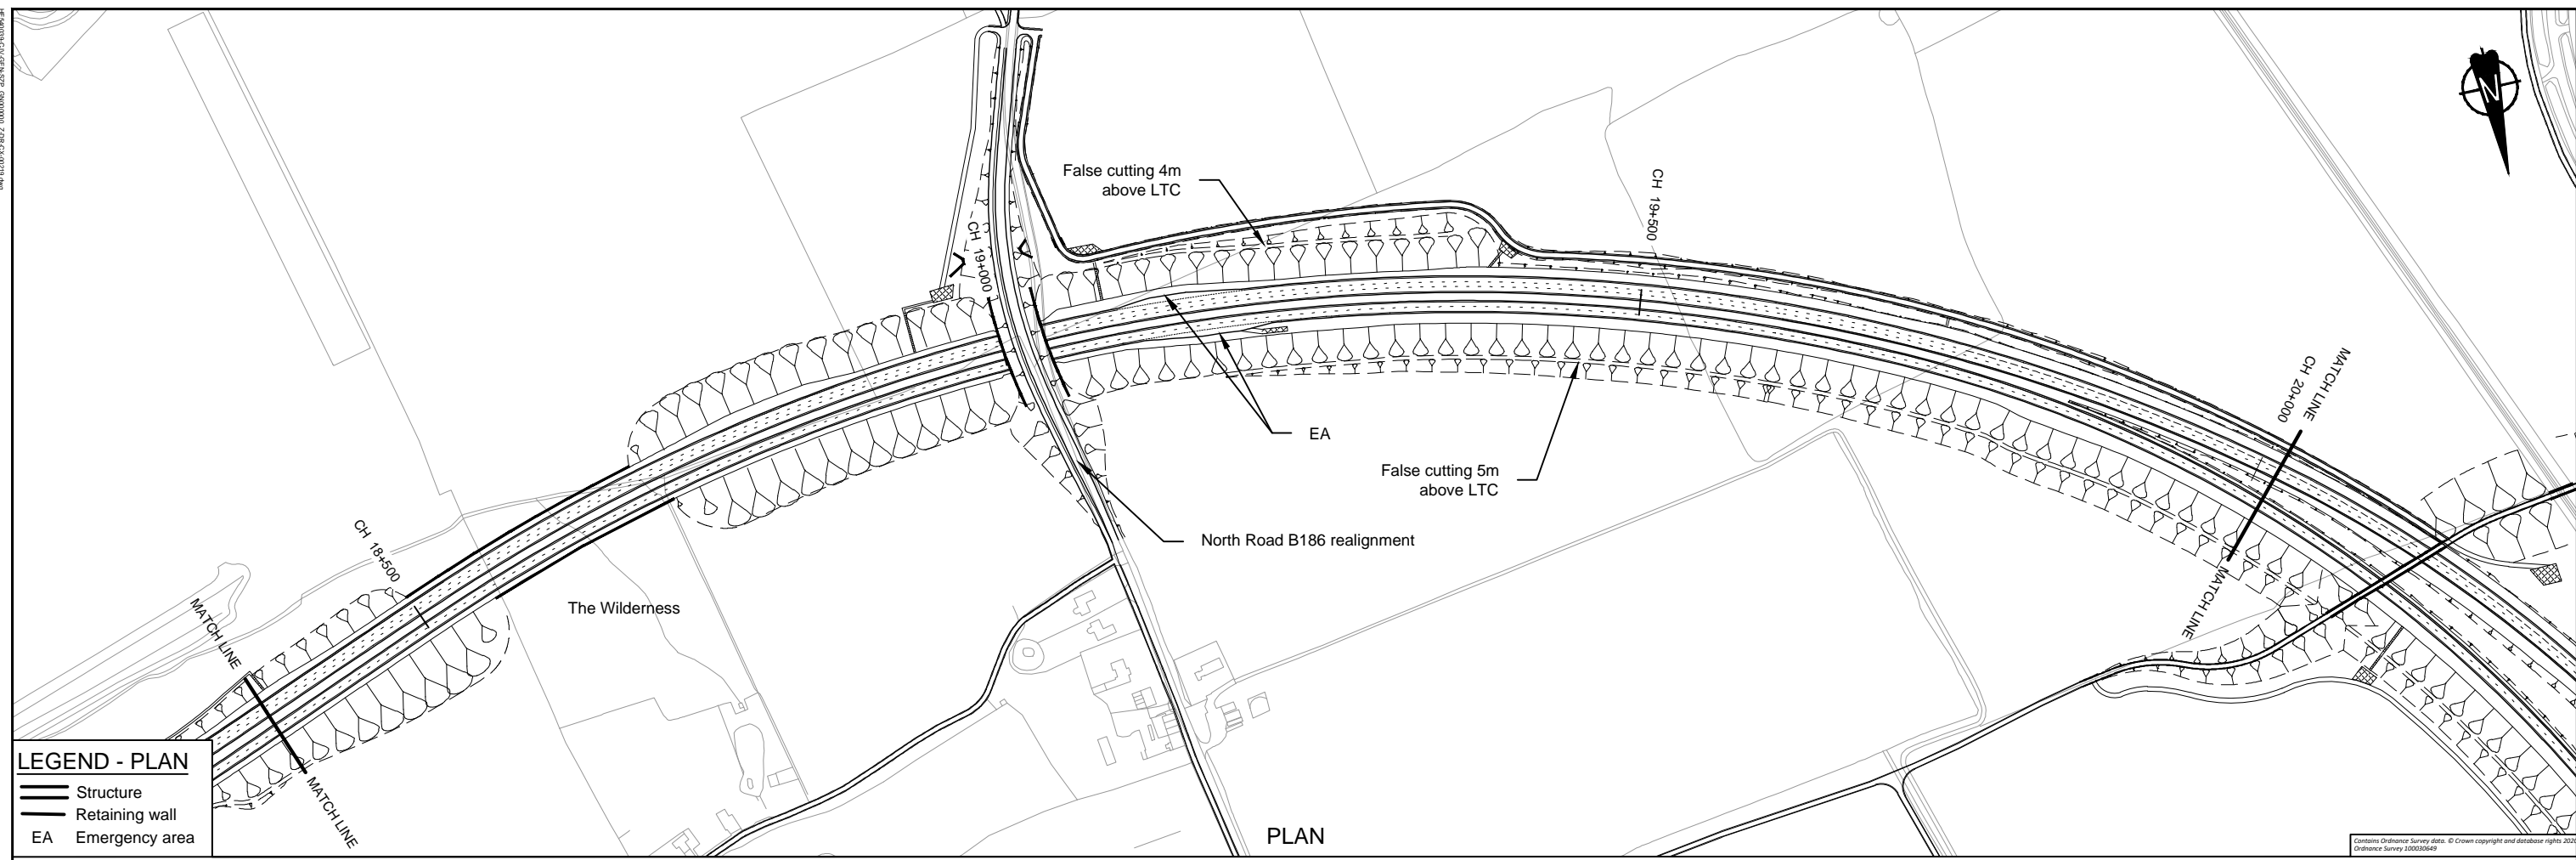 N
False cutting 4m
above LTC
CH 19+500
CH 19+000
MATCH LINE
CH 20+000
EA
False cutting 5m
above LTC
North Road B186 realignment
CH 18+500
MATCH LINE
The Wilderness
MATCH LINE
MATCH LINE
LEGEND - PLAN
Structure
Retaining wall
EA Emergency area
PLAN
Contains Ordnance Survey data. © Crown copyright and database rights
Ordnance Survey 100030649